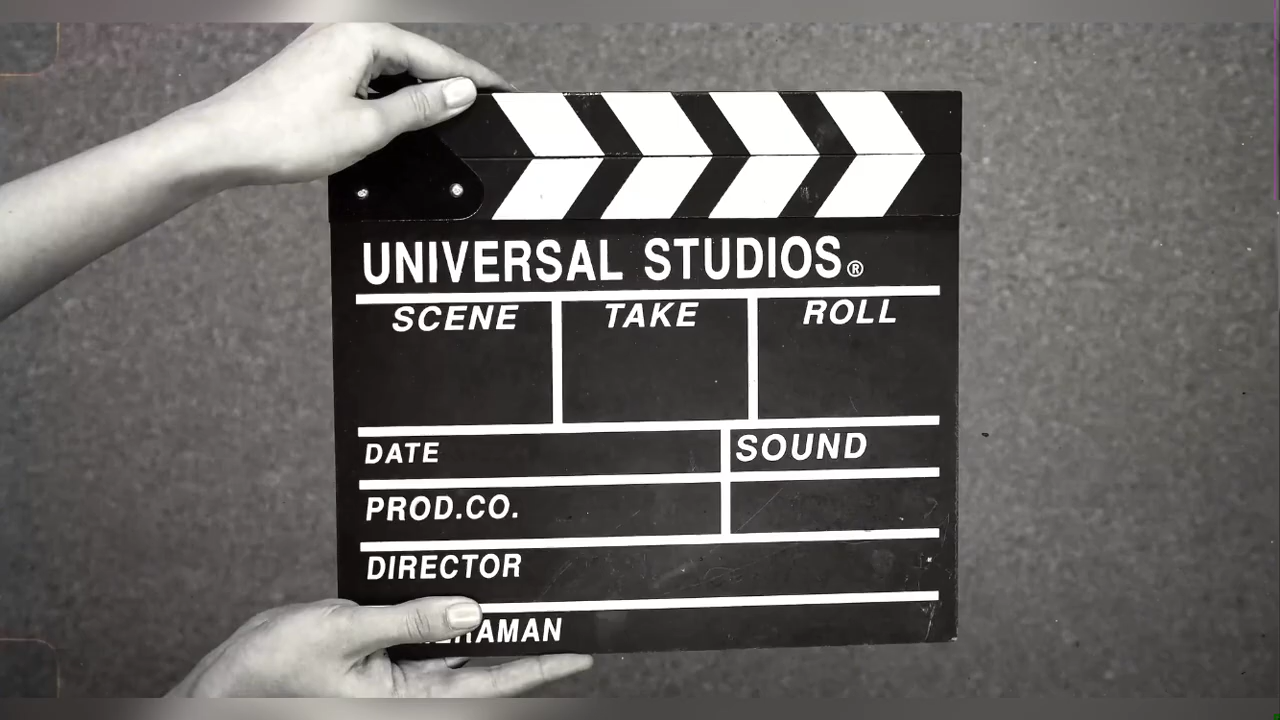 UNIVERSAL STUDIOS®
SCENE TAKE ROLL
DATE SOUND
PROD.CO.
DIRECTOR